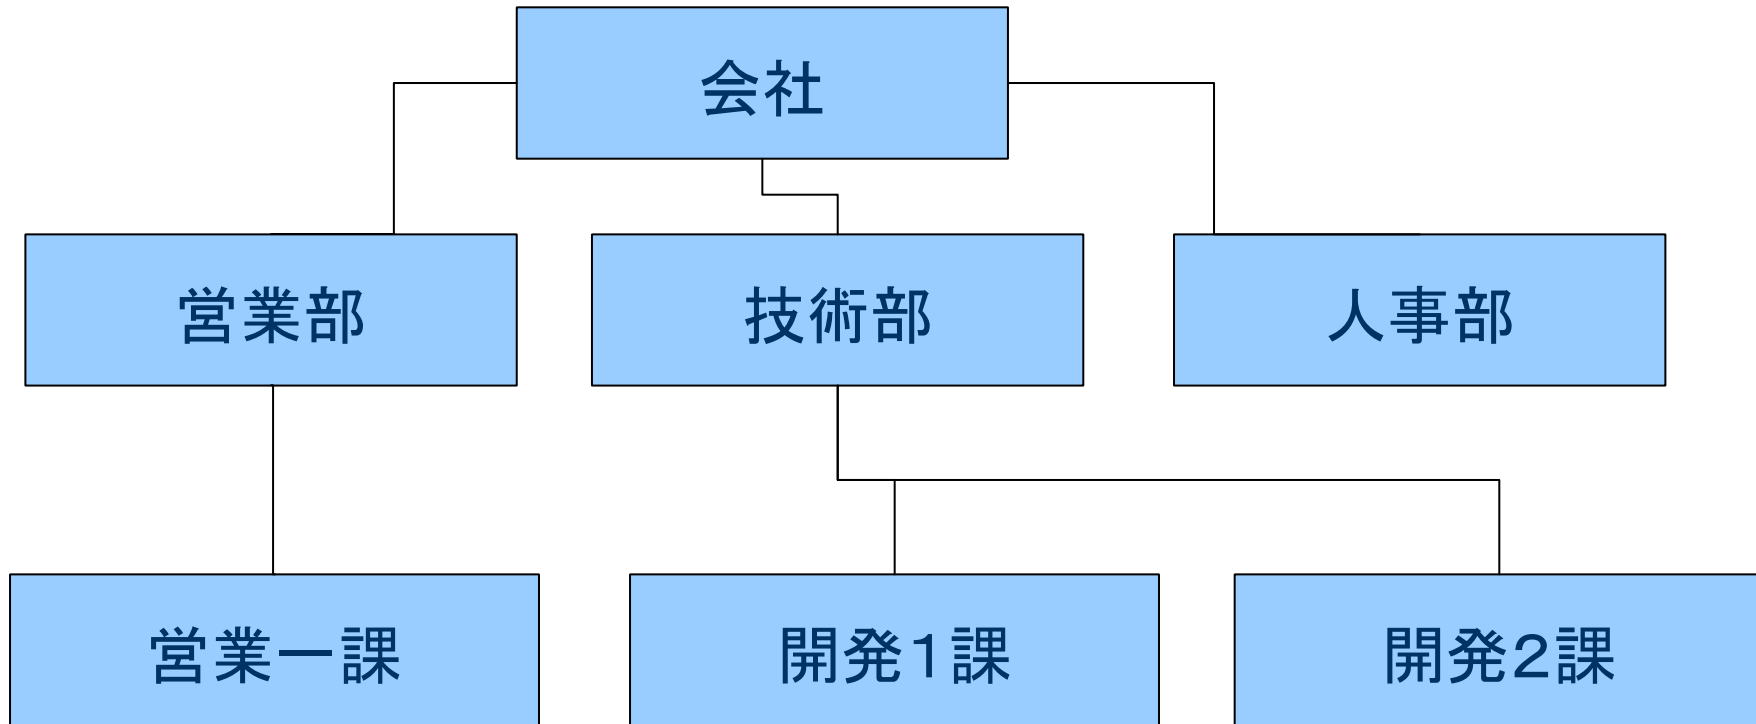 会社
営業部
技術部
人事部
営業一課
開発１課
開発２課